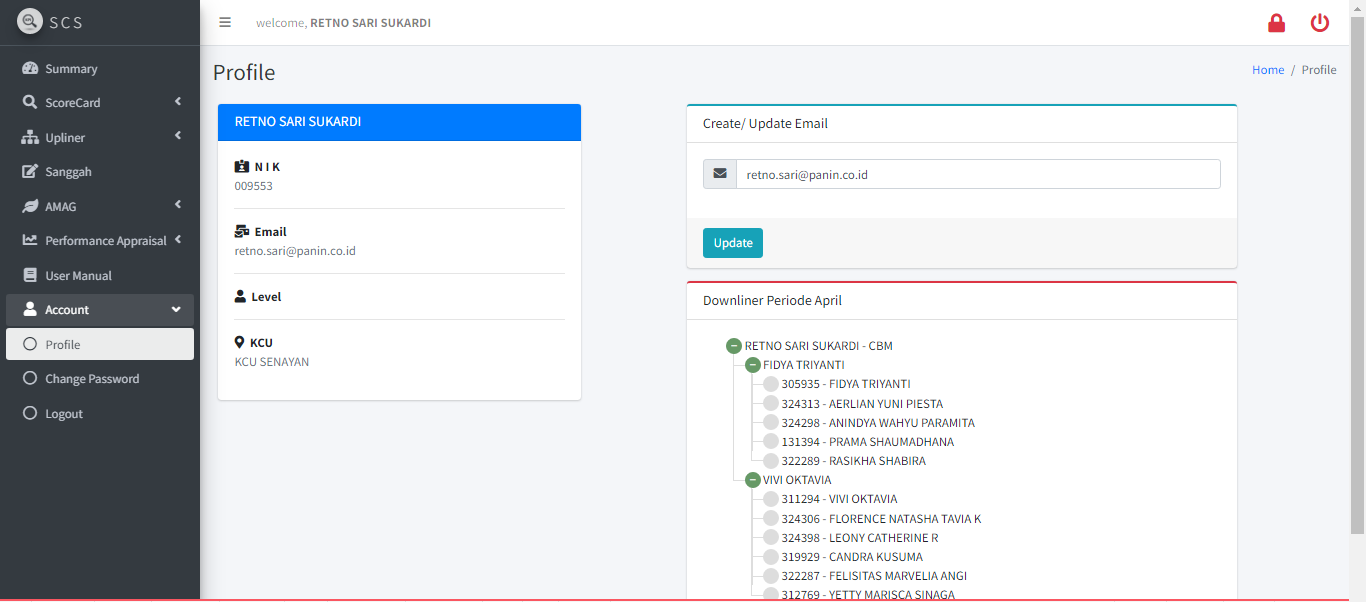 SCS
welcome, RETNO SARI SUKARDI
Summary
ScoreCard
Upliner
Sanggah
AMAG
Performance Appraisal
User Manual
Account
Profile
Change Password
Logout
Profile
Home / Profile
RETNO SARI SUKARDI
N I K
009553
Email
retno.sari@panin.co.id
Level
KCU
KCU SENAYAN
Create/ Update Email
retno.sari@panin.co.id
Update
Downliner Periode April
RETNO SARI SUKARDI - CBM
FIDYA TRIYANTI
305935 - FIDYA TRIYANTI
324313 - AERLIAN YUNI PIESTA
324298 - ANINDYA WAHYU PARAMITA
131394 - PRAMA SHAUMADHANA
322289 - RASIKHA SHABIRA
VIVI OKTAVIA
311294 - VIVI OKTAVIA
324306 - FLORENCE NATASHA TAVIA K
324398 - LEONY CATHERINE R
319929 - CANDRA KUSUMA
322287 - FELISITAS MARVELIA ANGI
312769 - YETTY MARISCA SINAGA